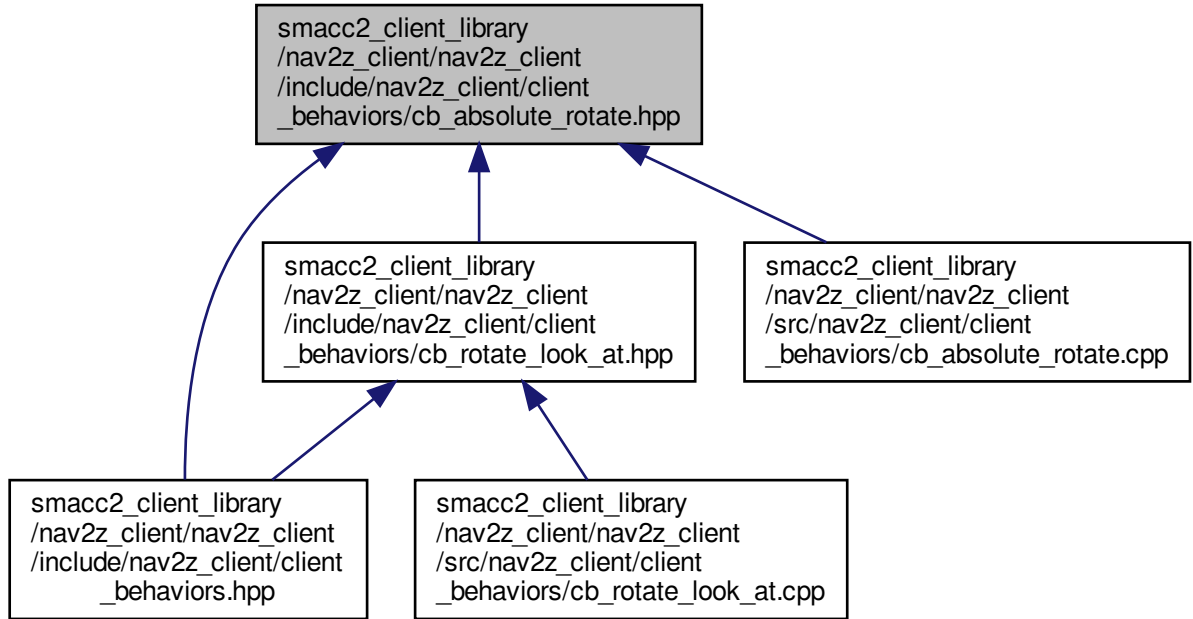 smacc2_client_library
/nav2z_client/nav2z_client
/include/nav2z_client/client
_behaviors/cb_absolute_rotate.hpp
smacc2_client_library
/nav2z_client/nav2z_client
/include/nav2z_client/client
_behaviors/cb_rotate_look_at.hpp
smacc2_client_library
/nav2z_client/nav2z_client
/src/nav2z_client/client
_behaviors/cb_absolute_rotate.cpp
smacc2_client_library
/nav2z_client/nav2z_client
/include/nav2z_client/client
_behaviors.hpp
smacc2_client_library
/nav2z_client/nav2z_client
/src/nav2z_client/client
_behaviors/cb_rotate_look_at.cpp